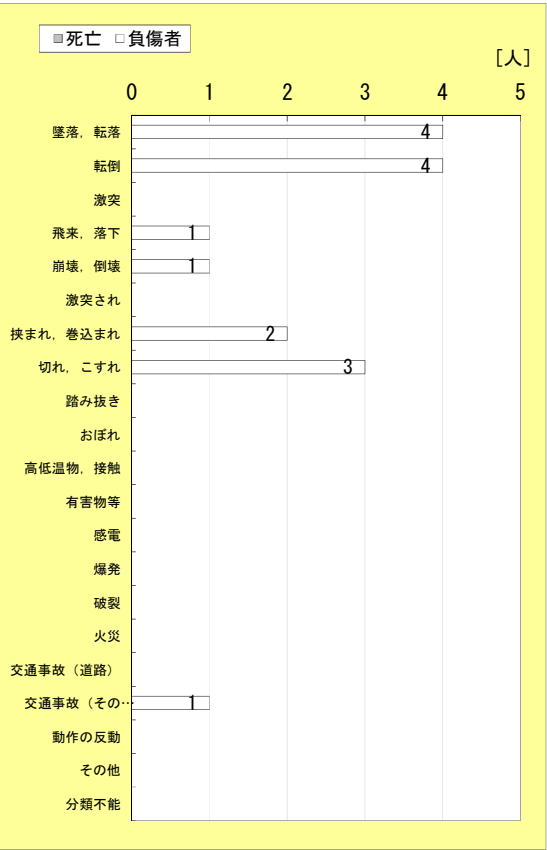 ■死亡 □負傷者
[人]
0 1 2 3 4 5
墜落，転落 4
転倒 4
激突
飛来，落下 1
崩壊，倒壊 1
激突され
挟まれ，巻込まれ 2
切れ，こすれ 3
踏み抜き
おぼれ
高低温物，接触
有害物等
感電
爆発
破裂
火災
交通事故（道路）
交通事故（その… 1
動作の反動
その他
分類不能